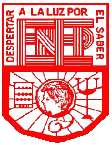 DESPERTAR A LA LUZ POR EL SABER
ENP